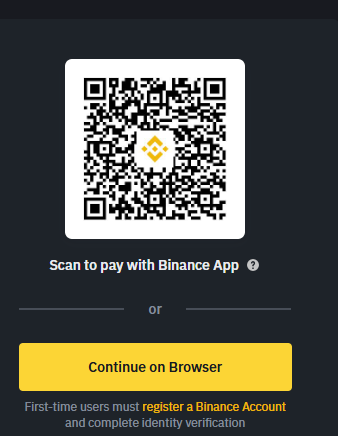 Scan to pay with Binance App ?
or
Continue on Browser
First-time users must register a Binance Account
and complete identity verification